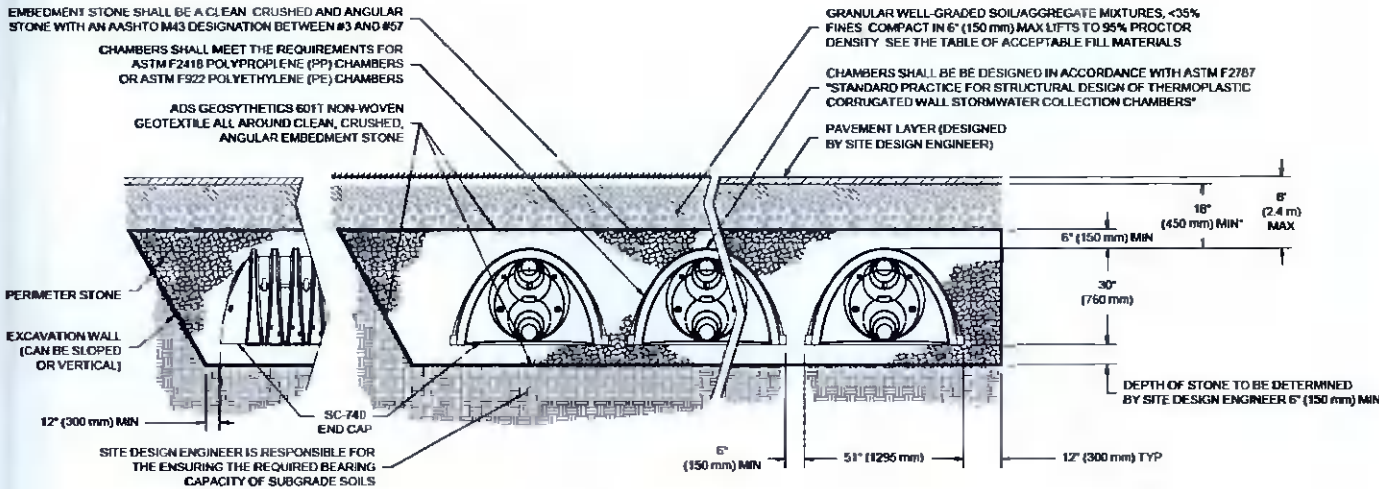 EMBEDMENT STONE SHALL BE A CLEAN, CRUSHED AND ANGULAR
STONE WITH AN AASHTO M43 DESIGNATION BETWEEN #3 AND #57
CHAMBERS SHALL MEET THE REQUIREMENTS FOR
ASTM F2418 POLYPROPLENE (PP) CHAMBERS
OR ASTM F922 POLYETHYLENE (PE) CHAMBERS
ADS GEOSYTHETICS 601T NON-WOVEN
GEOTEXTILE ALL AROUND CLEAN, CRUSHED,
ANGULAR EMBEDMENT STONE
GRANULAR WELL-GRADED SOIL/AGGREGATE MIXTURES, <35%
FINES COMPACT IN 6" (150 mm) MAX LIFTS TO 95% PROCTOR
DENSITY SEE THE TABLE OF ACCEPTABLE FILL MATERIALS
CHAMBERS SHALL BE BE DESIGNED IN ACCORDANCE WITH ASTM F2787
"STANDARD PRACTICE FOR STRUCTURAL DESIGN OF THERMOPLASTIC
CORRUGATED WALL STORMWATER COLLECTION CHAMBERS"
PAVEMENT LAYER (DESIGNED
BY SITE DESIGN ENGINEER)
8'
(2.4 m)
MAX
18"
(450 mm) MIN*
6" (150 mm) MIN
30"
(760 mm)
PERIMETER STONE
EXCAVATION WALL
(CAN BE SLOPED
OR VERTICAL)
DEPTH OF STONE TO BE DETERMINED
BY SITE DESIGN ENGINEER 6" (150 mm) MIN
12" (300 mm) MIN
SC-740
END CAP
SITE DESIGN ENGINEER IS RESPONSIBLE FOR
THE ENSURING THE REQUIRED BEARING
CAPACITY OF SUBGRADE SOILS
6"
(150 mm) MIN
51" (1295 mm)
12" (300 mm) TYP